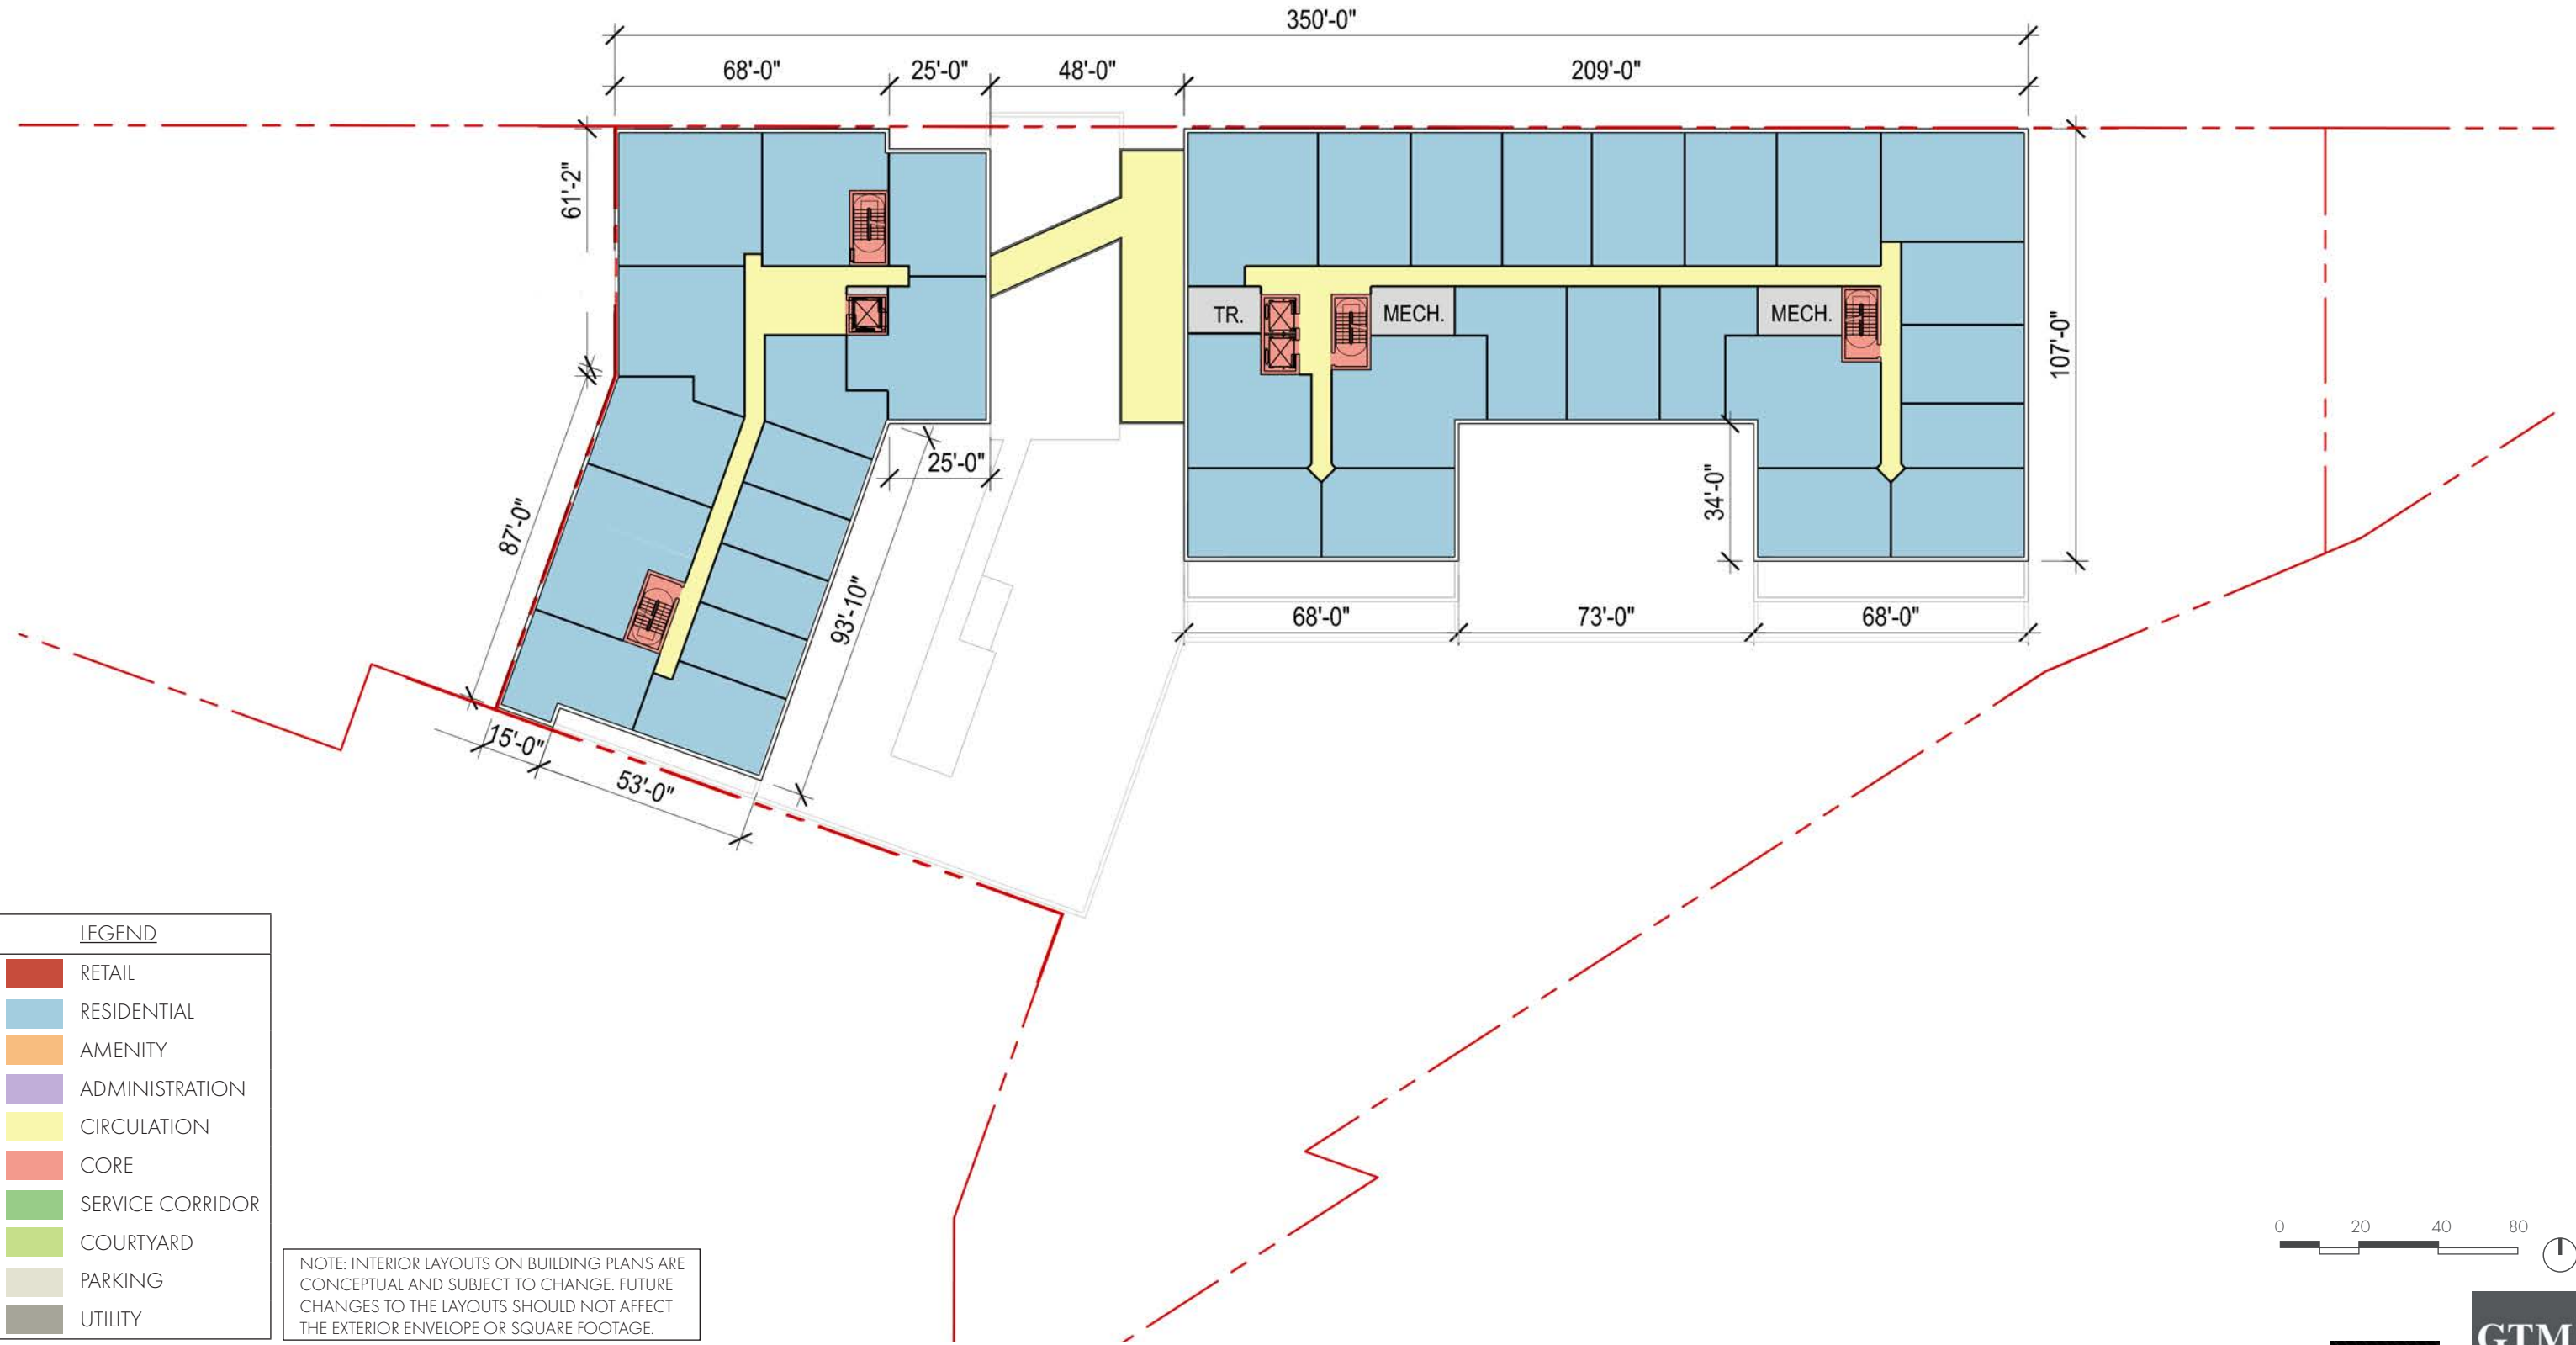 350'-0"
68'-0"
25'-0"
48'-0"
209'-0"
61'-2"
TR.
MECH.
MECH.
107'-0"
25'-0"
34'-0"
87'-0"
93'-10"
68'-0"
73'-0"
68'-0"
15'-0"
53'-0"
LEGEND
RETAIL
RESIDENTIAL
AMENITY
ADMINISTRATION
CIRCULATION
CORE
SERVICE CORRIDOR
COURTYARD
PARKING
UTILITY
NOTE: INTERIOR LAYOUTS ON BUILDING PLANS ARE
CONCEPTUAL AND SUBJECT TO CHANGE. FUTURE
CHANGES TO THE LAYOUTS SHOULD NOT AFFECT
THE EXTERIOR ENVELOPE OR SQUARE FOOTAGE.
0 20 40 80
GTM